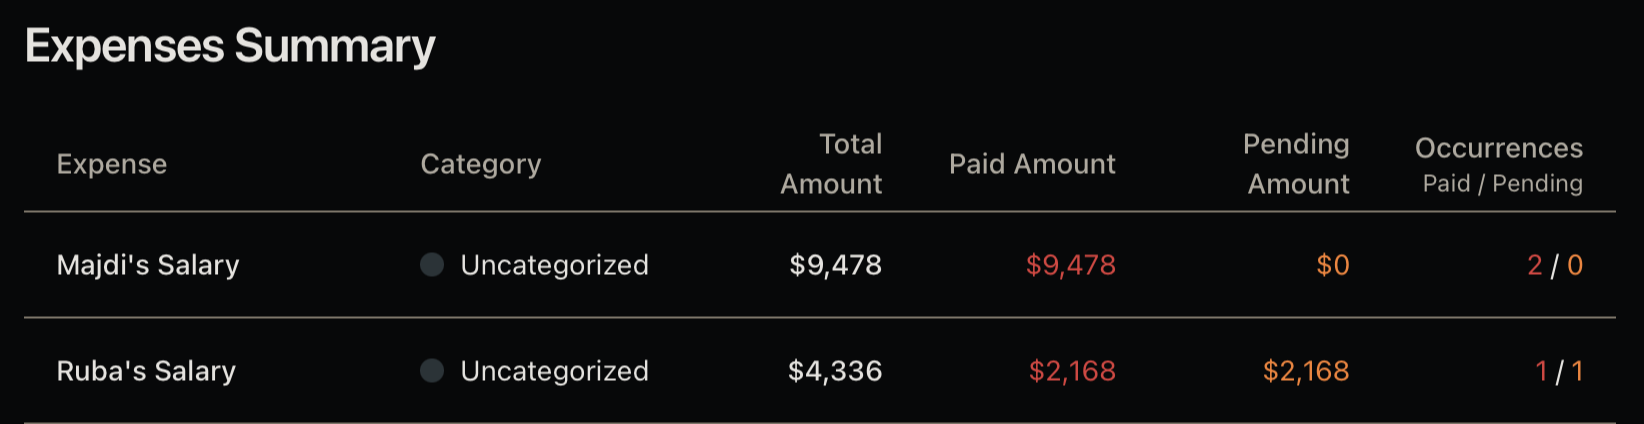 Expenses Summary
Expense Category Total Amount Paid Amount Pending Amount Occurrences Paid / Pending
Majdi's Salary Uncategorized $9,478 $9,478 $0 2 / 0
Ruba's Salary Uncategorized $4,336 $2,168 $2,168 1 / 1